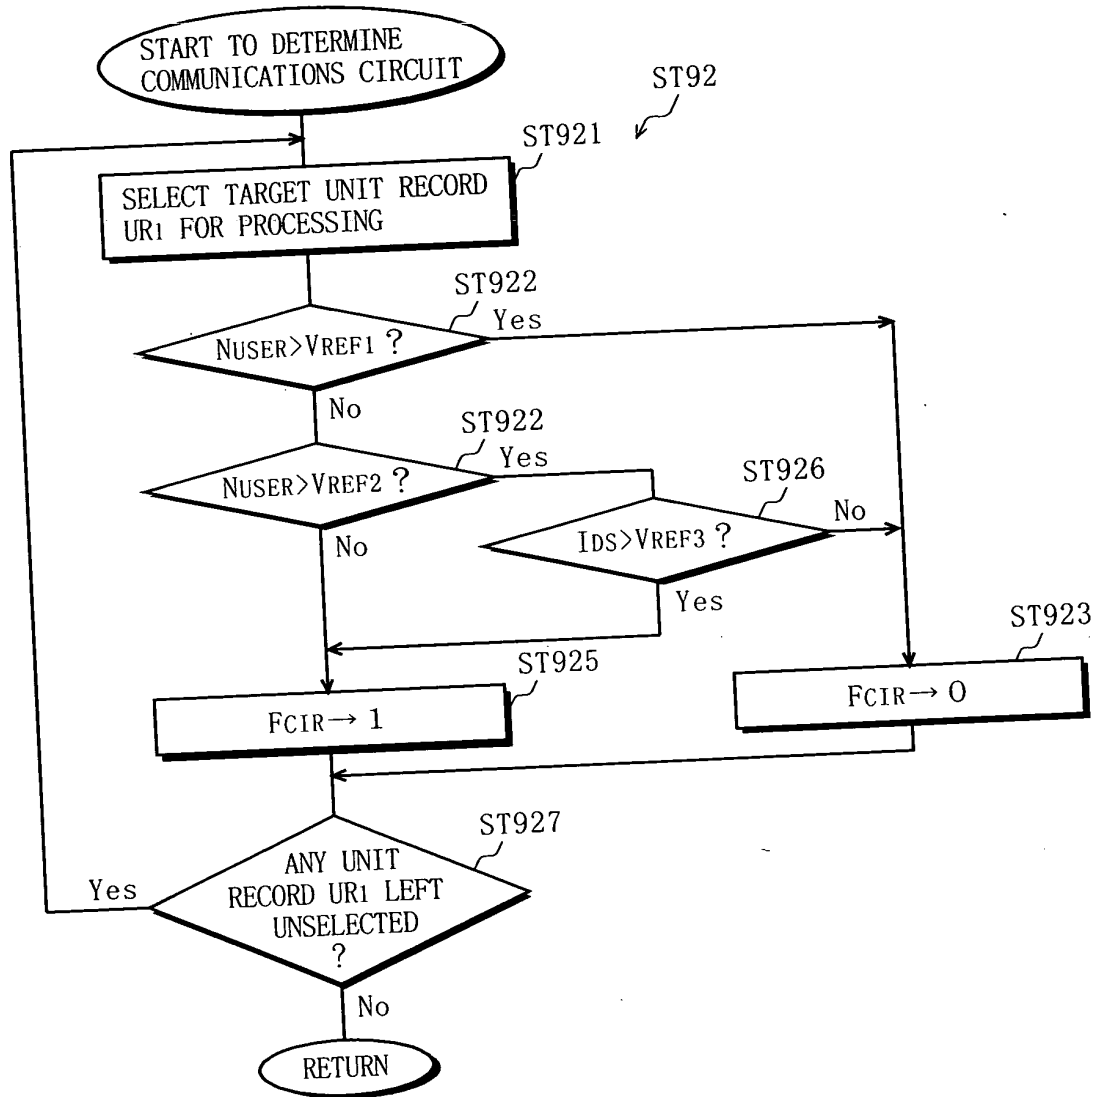 START TO DETERMINE
COMMUNICATIONS CIRCUIT
ST92
ST921
SELECT TARGET UNIT RECORD
UR1 FOR PROCESSING
ST922
NUSER>VREF1 ?
Yes
No
ST922
NUSER>VREF2 ?
Yes
No
ST926
IDS>VREF3 ?
No
Yes
ST925
FCIR→ 1
ST923
FCIR→ 0
ST927
ANY UNIT
RECORD UR1 LEFT
UNSELECTED
?
Yes
No
RETURN